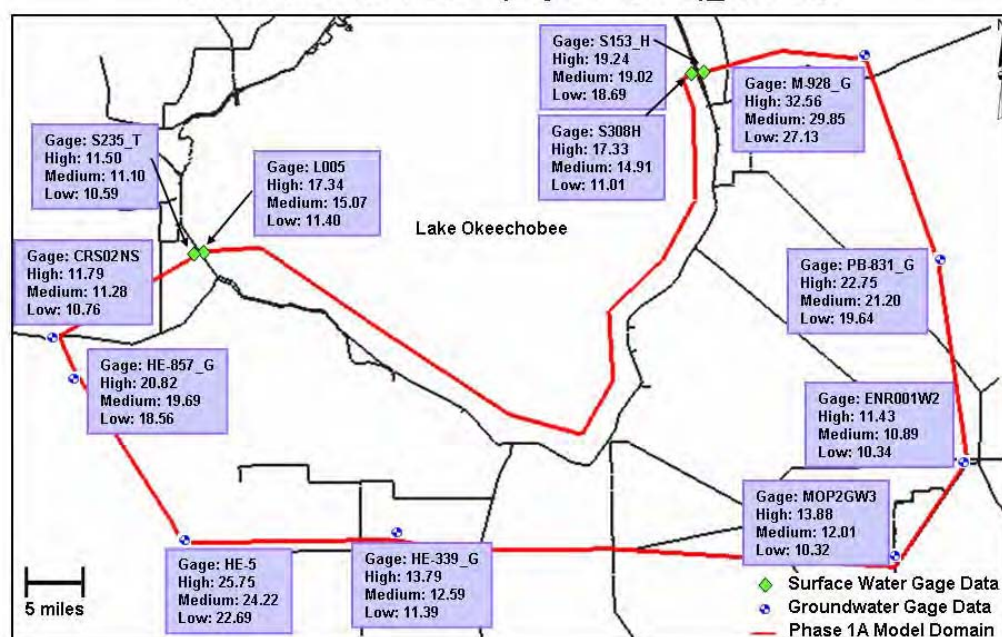 Gage: S153_H
High: 19.24
Medium: 19.02
Low: 18.69
Gage: M-928_G
High: 32.56
Medium: 29.85
Low: 27.13
Gage: S308H
High: 17.33
Medium: 14.91
Low: 11.01
Gage: S235_T
High: 11.50
Medium: 11.10
Low: 10.59
Gage: L005
High: 17.34
Medium: 15.07
Low: 11.40
Lake Okeechobee
Gage: CRS02NS
High: 11.79
Medium: 11.28
Low: 10.76
Gage: PB-831_G
High: 22.75
Medium: 21.20
Low: 19.64
Gage: HE-857_G
High: 20.82
Medium: 19.69
Low: 18.56
Gage: ENR001W2
High: 11.43
Medium: 10.89
Low: 10.34
Gage: MOP2GW3
High: 13.88
Medium: 12.01
Low: 10.32
Gage: HE-5
High: 25.75
Medium: 24.22
Low: 22.69
Gage: HE-339_G
High: 13.79
Medium: 12.59
Low: 11.39
5 miles
Surface Water Gage Data
Groundwater Gage Data
Phase 1A Model Domain